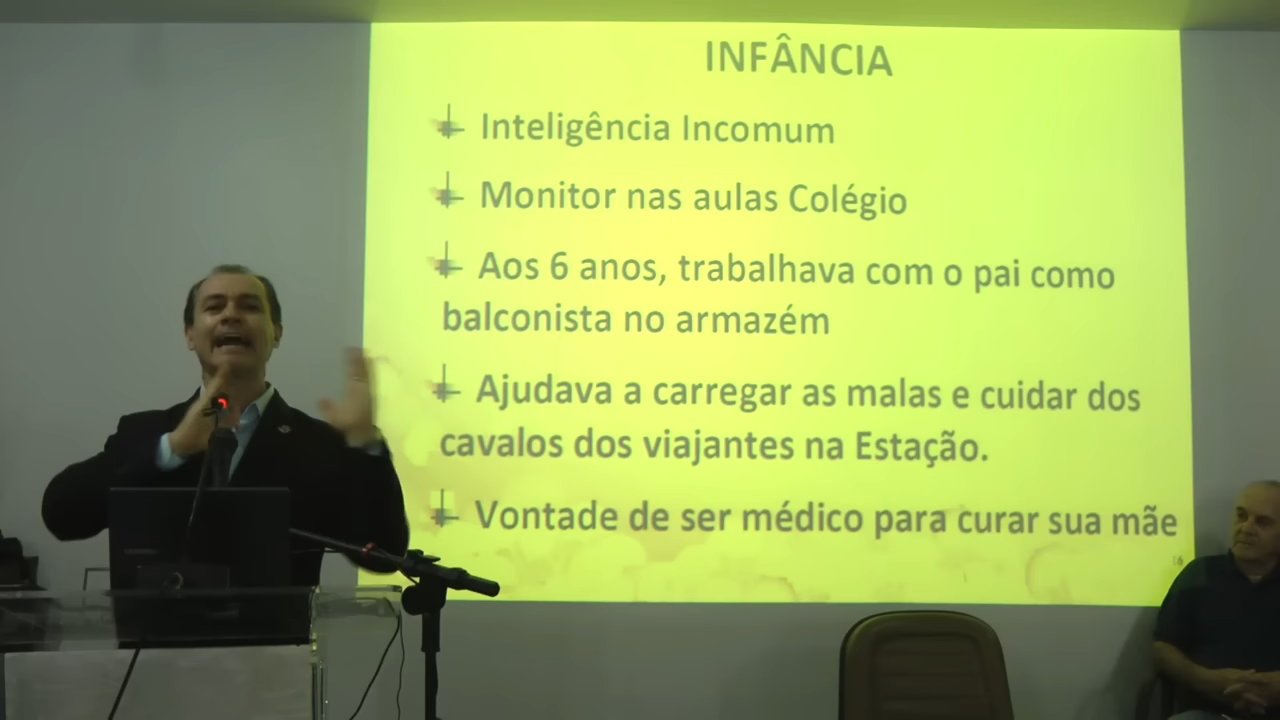 INFÂNCIA
Inteligência Incomum
Monitor nas aulas Colégio
Aos 6 anos, trabalhava com o pai como
balconista no armazém
Ajudava a carregar as malas e cuidar dos
cavalos dos viajantes na Estação.
Vontade de ser médico para curar sua mãe